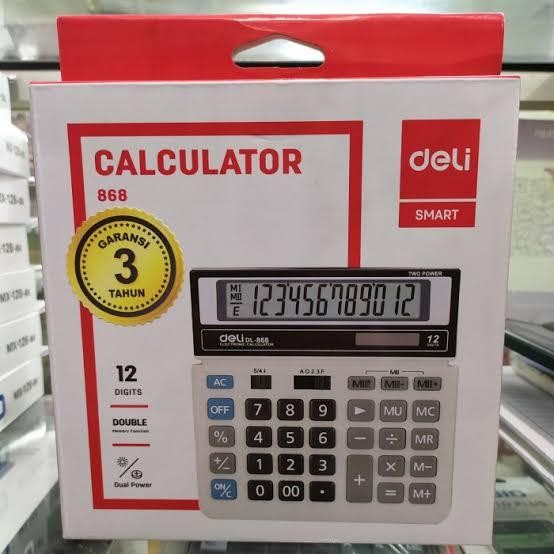 CALCULATOR
868
deli
SMART
GARANSI
3
TAHUN
TWO POWER
MI
MII
E
123456789012
deli DL-868
ELECTRONIC CALCULATOR
12
DIGITS
12
DIGITS
DOUBLE
Memory Function
Dual Power
5/4↓
A 0 2 3 F
MII
AC
OFF 7 8 9 ▶ MU MC
% 4 5 6 − ÷ MR
+/− 1 2 3 + × M−
ON/C 0 00 . = M+
MII− MII+
MX-12B